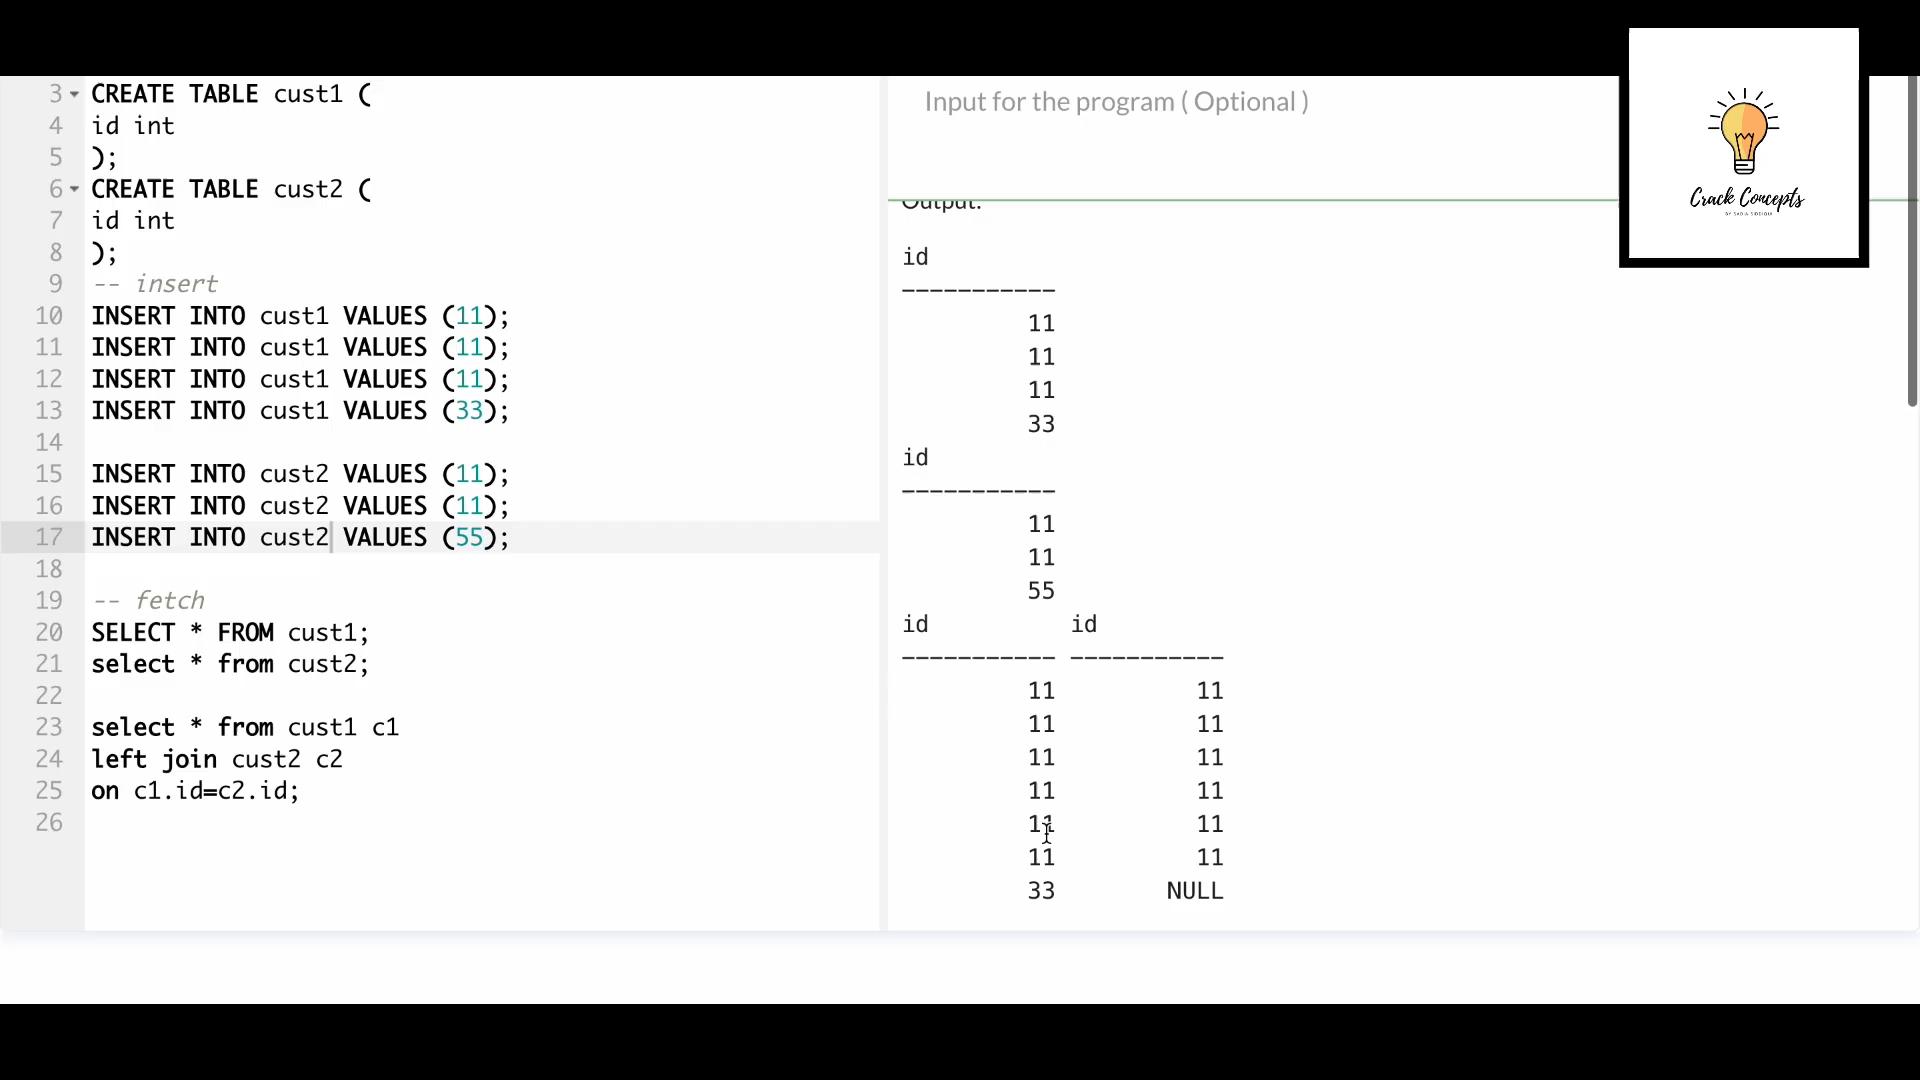 3 CREATE TABLE cust1 (
4 id int
5 );
6 CREATE TABLE cust2 (
7 id int
8 );
9 -- insert
10 INSERT INTO cust1 VALUES (11);
11 INSERT INTO cust1 VALUES (11);
12 INSERT INTO cust1 VALUES (11);
13 INSERT INTO cust1 VALUES (33);
14
15 INSERT INTO cust2 VALUES (11);
16 INSERT INTO cust2 VALUES (11);
17 INSERT INTO cust2 VALUES (55);
18
19 -- fetch
20 SELECT * FROM cust1;
21 select * from cust2;
22
23 select * from cust1 c1
24 left join cust2 c2
25 on c1.id=c2.id;
26
Input for the program ( Optional )
Output:
id
-----------
11
11
11
33
id
-----------
11
11
55
id id
----------- -----------
11 11
11 11
11 11
11 11
11 11
11 11
33 NULL
Crack Concepts
BY SADIA SIDDIQUI